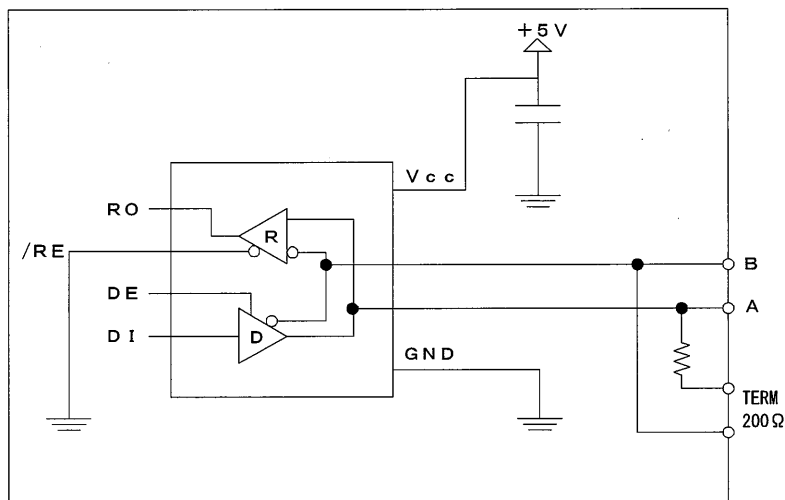 +5V
Vcc
RO
R
/RE
B
DE
A
DI
D
GND
TERM
200Ω